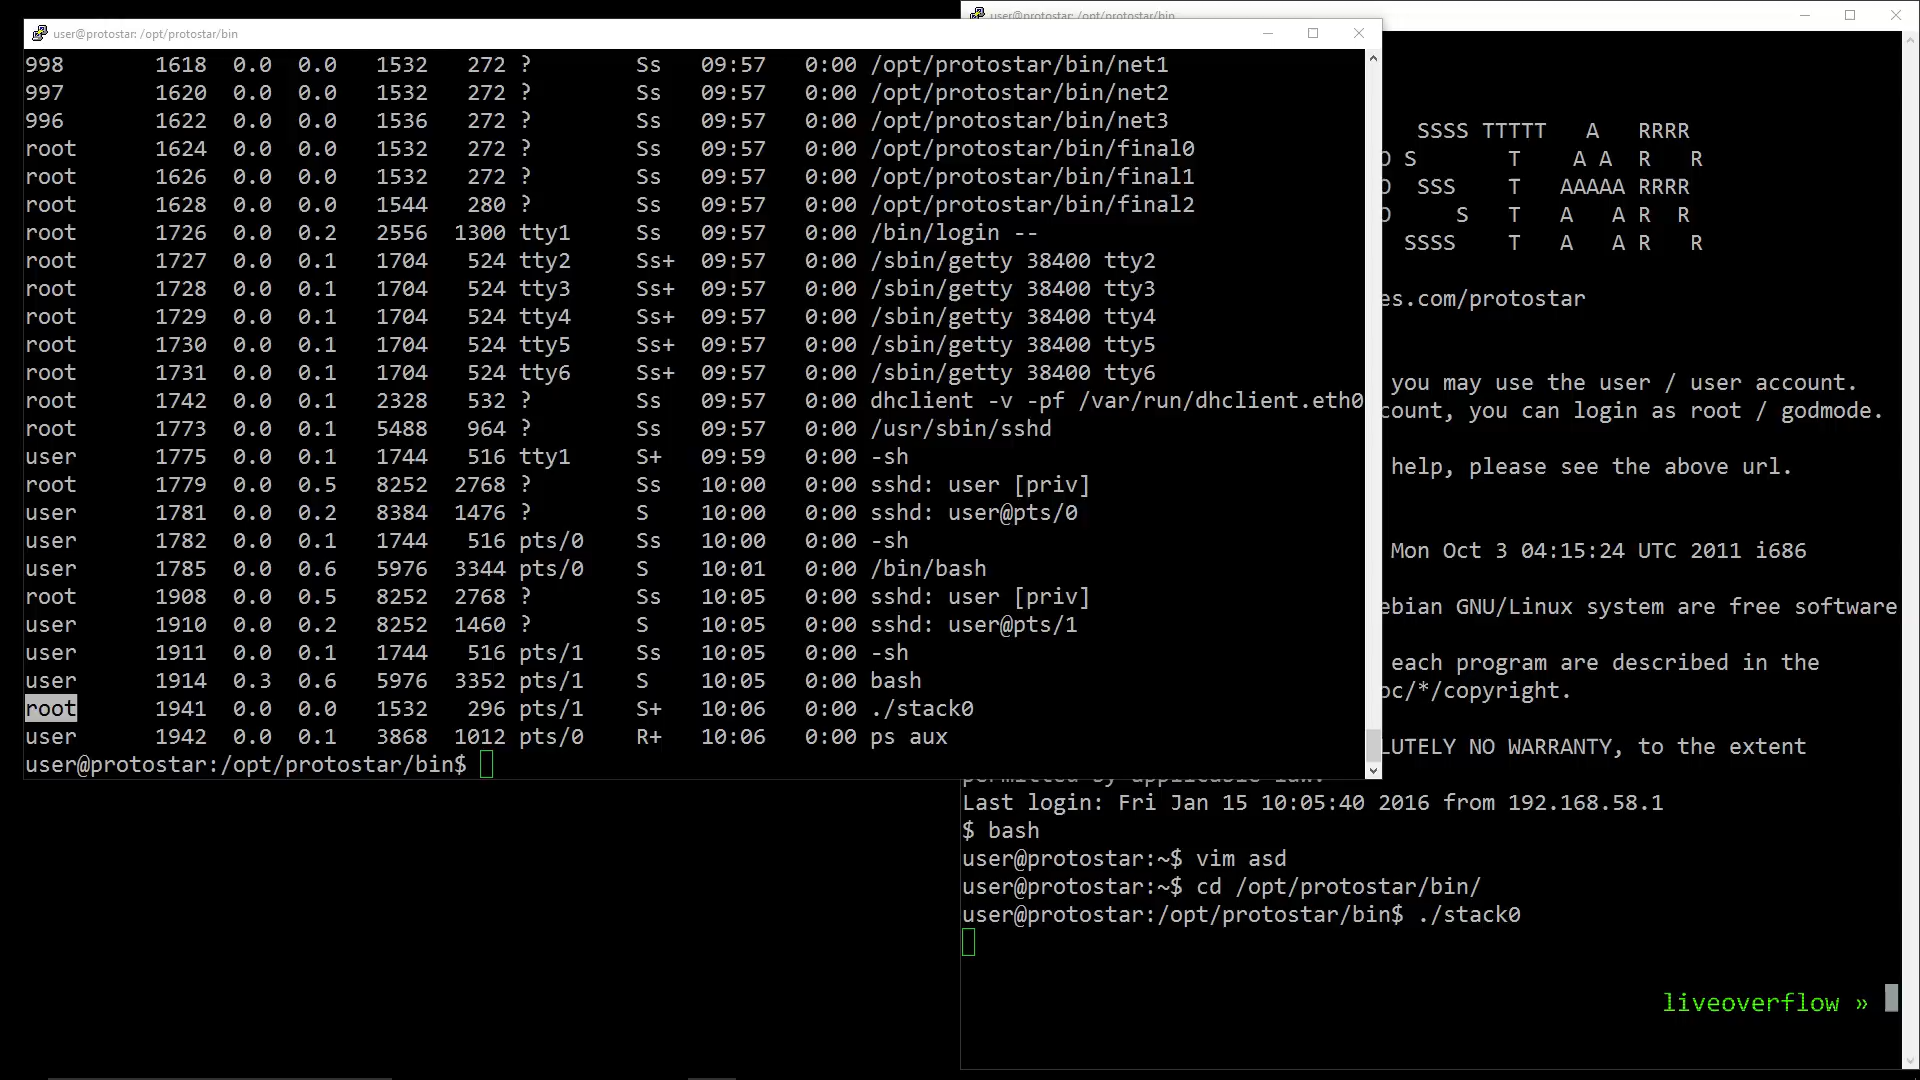 user@protostar: /opt/protostar/bin
998 1618 0.0 0.0 1532 272 ? Ss 09:57 0:00 /opt/protostar/bin/net1
997 1620 0.0 0.0 1532 272 ? Ss 09:57 0:00 /opt/protostar/bin/net2
996 1622 0.0 0.0 1536 272 ? Ss 09:57 0:00 /opt/protostar/bin/net3
root 1624 0.0 0.0 1532 272 ? Ss 09:57 0:00 /opt/protostar/bin/final0
root 1626 0.0 0.0 1532 272 ? Ss 09:57 0:00 /opt/protostar/bin/final1
root 1628 0.0 0.0 1544 280 ? Ss 09:57 0:00 /opt/protostar/bin/final2
root 1726 0.0 0.2 2556 1300 tty1 Ss 09:57 0:00 /bin/login --
root 1727 0.0 0.1 1704 524 tty2 Ss+ 09:57 0:00 /sbin/getty 38400 tty2
root 1728 0.0 0.1 1704 524 tty3 Ss+ 09:57 0:00 /sbin/getty 38400 tty3
root 1729 0.0 0.1 1704 524 tty4 Ss+ 09:57 0:00 /sbin/getty 38400 tty4
root 1730 0.0 0.1 1704 524 tty5 Ss+ 09:57 0:00 /sbin/getty 38400 tty5
root 1731 0.0 0.1 1704 524 tty6 Ss+ 09:57 0:00 /sbin/getty 38400 tty6
root 1742 0.0 0.1 2328 532 ? Ss 09:57 0:00 dhclient -v -pf /var/run/dhclient.eth0
root 1773 0.0 0.1 5488 964 ? Ss 09:57 0:00 /usr/sbin/sshd
user 1775 0.0 0.1 1744 516 tty1 S+ 09:59 0:00 -sh
root 1779 0.0 0.5 8252 2768 ? Ss 10:00 0:00 sshd: user [priv]
user 1781 0.0 0.2 8384 1476 ? S 10:00 0:00 sshd: user@pts/0
user 1782 0.0 0.1 1744 516 pts/0 Ss 10:00 0:00 -sh
user 1785 0.0 0.6 5976 3344 pts/0 S 10:01 0:00 /bin/bash
root 1908 0.0 0.5 8252 2768 ? Ss 10:05 0:00 sshd: user [priv]
user 1910 0.0 0.2 8252 1460 ? S 10:05 0:00 sshd: user@pts/1
user 1911 0.0 0.1 1744 516 pts/1 Ss 10:05 0:00 -sh
user 1914 0.3 0.6 5976 3352 pts/1 S 10:05 0:00 bash
root 1941 0.0 0.0 1532 296 pts/1 S+ 10:06 0:00 ./stack0
user 1942 0.0 0.1 3868 1012 pts/0 R+ 10:06 0:00 ps aux
user@protostar:/opt/protostar/bin$
user@protostar: /opt/protostar/bin
SSSS TTTTT A RRRR
O S T A A R R
O SSS T AAAAA RRRR
O S T A A R R
SSSS T A A R R
es.com/protostar
you may use the user / user account.
count, you can login as root / godmode.
help, please see the above url.
Mon Oct 3 04:15:24 UTC 2011 i686
ebian GNU/Linux system are free software
each program are described in the
oc/*/copyright.
LUTELY NO WARRANTY, to the extent
permitted by applicable law.
Last login: Fri Jan 15 10:05:40 2016 from 192.168.58.1
$ bash
user@protostar:~$ vim asd
user@protostar:~$ cd /opt/protostar/bin/
user@protostar:/opt/protostar/bin$ ./stack0
liveoverflow »